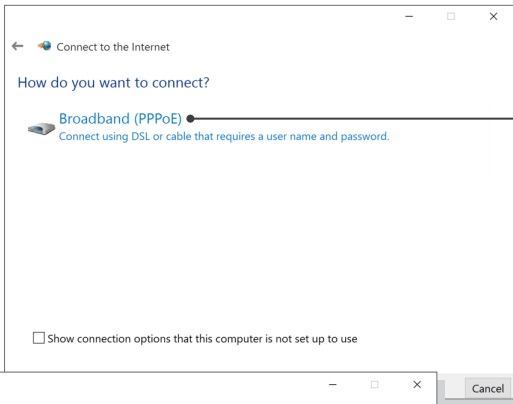 Connect to the Internet
How do you want to connect?
Broadband (PPPoE)
Connect using DSL or cable that requires a user name and password.
Show connection options that this computer is not set up to use
Cancel